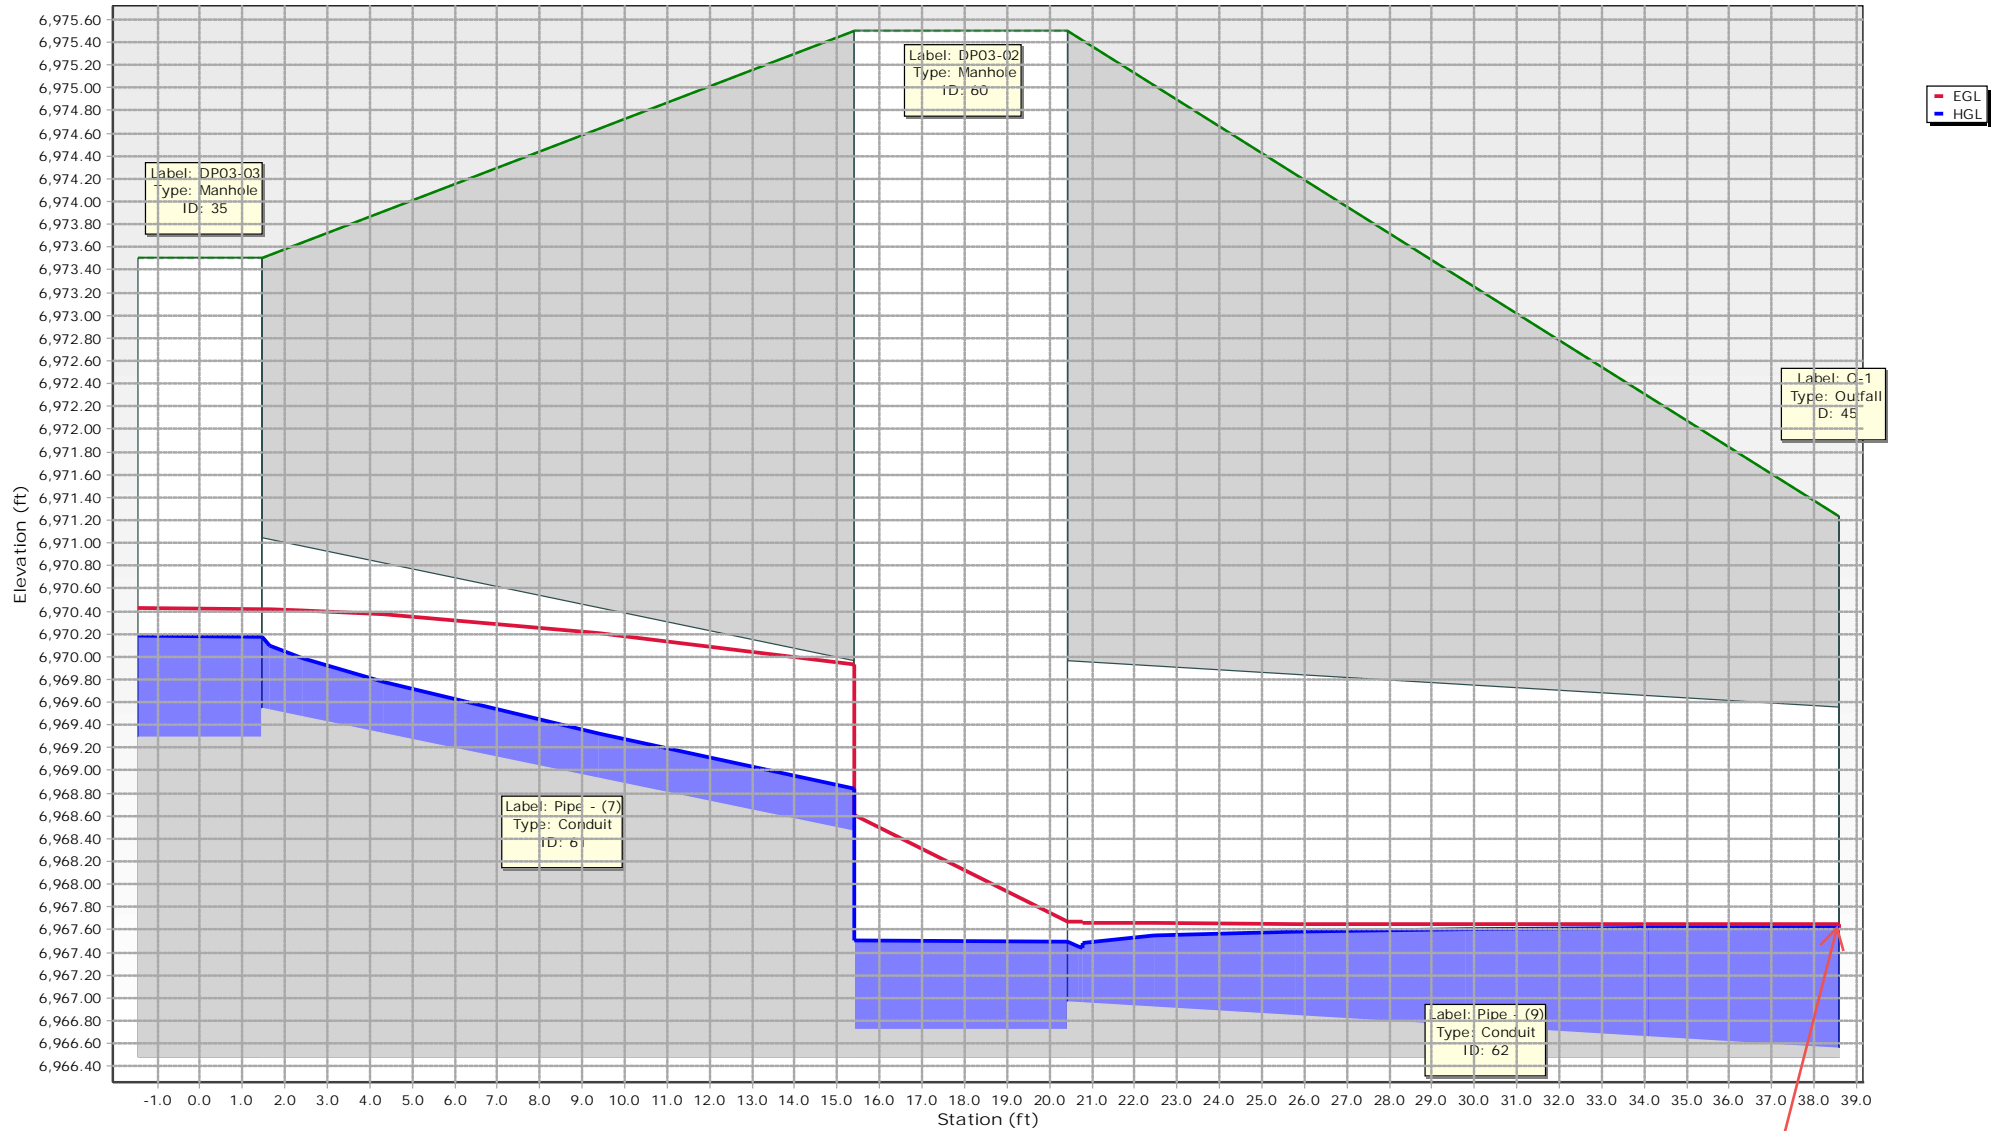 6,975.60
6,975.40
6,975.20
6,975.00
6,974.80
6,974.60
6,974.40
6,974.20
6,974.00
6,973.80
6,973.60
6,973.40
6,973.20
6,973.00
6,972.80
6,972.60
6,972.40
6,972.20
6,972.00
6,971.80
6,971.60
6,971.40
6,971.20
6,971.00
6,970.80
6,970.60
6,970.40
6,970.20
6,970.00
6,969.80
6,969.60
6,969.40
6,969.20
6,969.00
6,968.80
6,968.60
6,968.40
6,968.20
6,968.00
6,967.80
6,967.60
6,967.40
6,967.20
6,967.00
6,966.80
6,966.60
6,966.40
Elevation (ft)
Label: DP03-03
Type: Manhole
ID: 35
Label: DP03-02
Type: Manhole
ID: 60
Label: O-1
Type: Outfall
D: 45
Label: Pipe - (7)
Type: Conduit
ID: 61
Label: Pipe - (9)
Type: Conduit
ID: 62
EGL
HGL
-1.0 0.0 1.0 2.0 3.0 4.0 5.0 6.0 7.0 8.0 9.0 10.0 11.0 12.0 13.0 14.0 15.0 16.0 17.0 18.0 19.0 20.0 21.0 22.0 23.0 24.0 25.0 26.0 27.0 28.0 29.0 30.0 31.0 32.0 33.0 34.0 35.0 36.0 37.0 38.0 39.0
Station (ft)